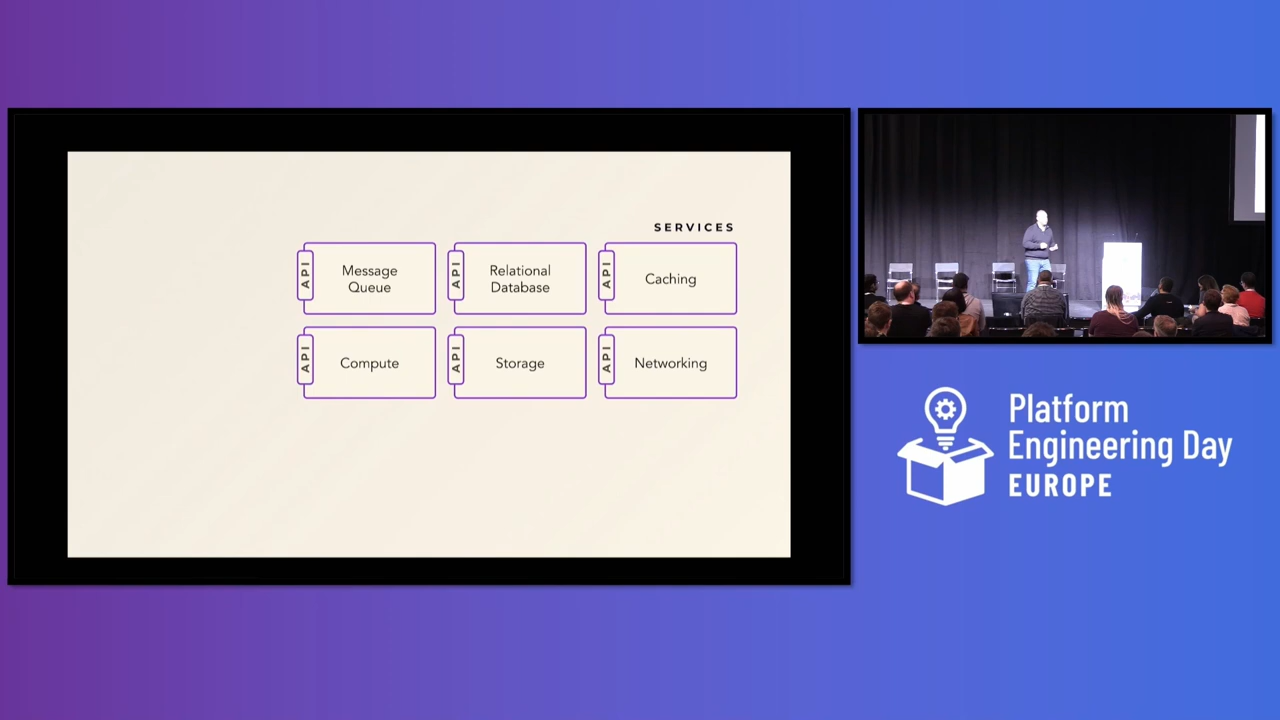 SERVICES
API
Message
Queue
API
Relational
Database
API
Caching
API
Compute
API
Storage
API
Networking
Platform
Engineering Day
EUROPE